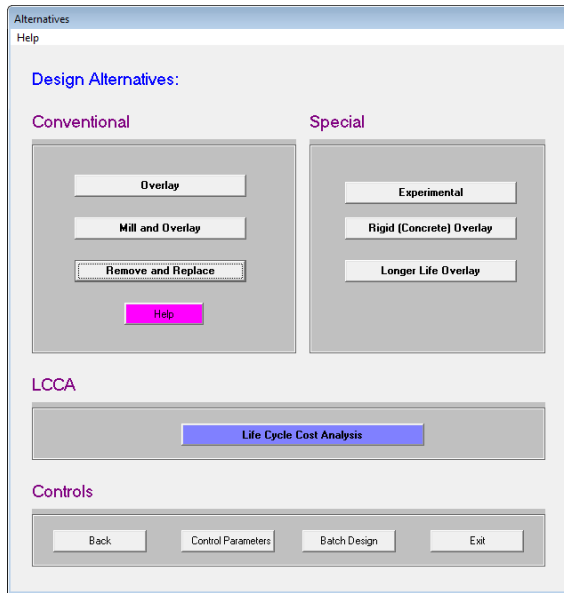 Alternatives
Help
Design Alternatives:
Conventional
Special
Overlay
Mill and Overlay
Remove and Replace
Help
Experimental
Rigid (Concrete) Overlay
Longer Life Overlay
LCCA
Life Cycle Cost Analysis
Controls
Back
Control Parameters
Batch Design
Exit